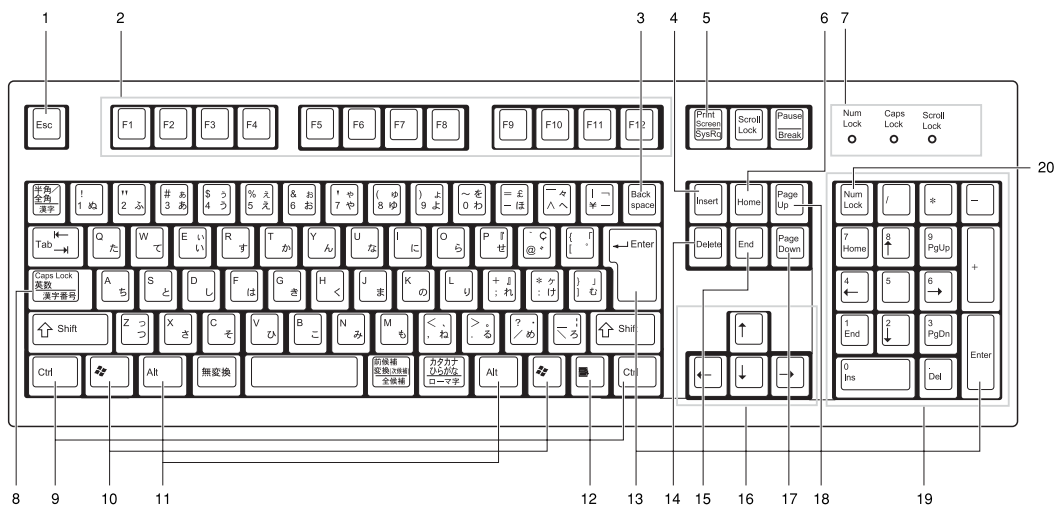 1 2 3 4 5 6 7
Esc F1 F2 F3 F4 F5 F6 F7 F8 F9 F10 F11 F12
Print Screen SysRq
Scroll Lock
Pause Break
Num Lock
Caps Lock
Scroll Lock
20
半角/ 全角 漢字
! 1 ぬ
" 2 ふ
# ぁ 3 あ
$ ぅ 4 う
% ぇ 5 え
& ぉ 6 お
' ゃ 7 や
( ゅ 8 ゆ
) ょ 9 よ
~ を 0 わ
= £ - ほ
¯ 々 ^ へ
| ¬ ¥ ー
Back space
Insert
Home
Page Up
Num Lock
/
*
-
Tab
Q た
W て
E ぃ い
R す
T か
Y ん
U な
I に
O ら
P 『 せ
¢ @ ゛
{ 「 [ ゜
Enter
Delete
End
Page Down
7 Home
8 ↑
9 PgUp
+
Caps Lock 英数 漢字番号
A ち
S と
D し
F は
G き
H く
J ま
K の
L り
+ 』 ; れ
* ヶ : け
} 」 ] む
4 ←
5
6 →
Shift
Z っ つ
X さ
C そ
V ひ
B こ
N み
M も
< 、 , ね
> 。 . る
? ・ / め
_ ¦ \ ろ
Shift
↑
1 End
2 ↓
3 PgDn
Enter
Ctrl
Alt
無変換
前候補 変換(次候補) 全候補
カタカナ ひらがな ローマ字
Alt
Ctrl
← ↓ →
0 Ins
. Del
8 9 10 11 12 13 14 15 16 17 18 19